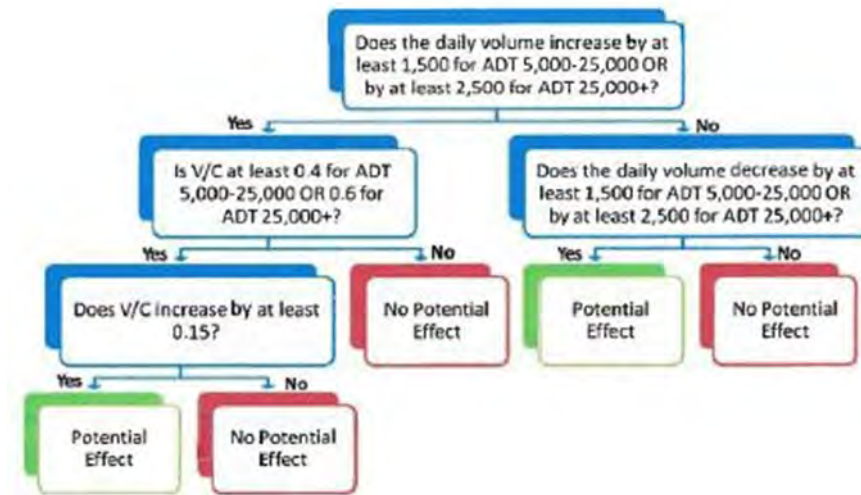 Does the daily volume increase by at
least 1,500 for ADT 5,000-25,000 OR
by at least 2,500 for ADT 25,000+?
Yes
No
Is V/C at least 0.4 for ADT
5,000-25,000 OR 0.6 for
ADT 25,000+?
Does the daily volume decrease by at
least 1,500 for ADT 5,000-25,000 OR
by at least 2,500 for ADT 25,000+?
Yes
No
Yes
No
Does V/C increase by at least
0.15?
No Potential
Effect
Potential
Effect
No Potential
Effect
Yes
No
Potential
Effect
No Potential
Effect